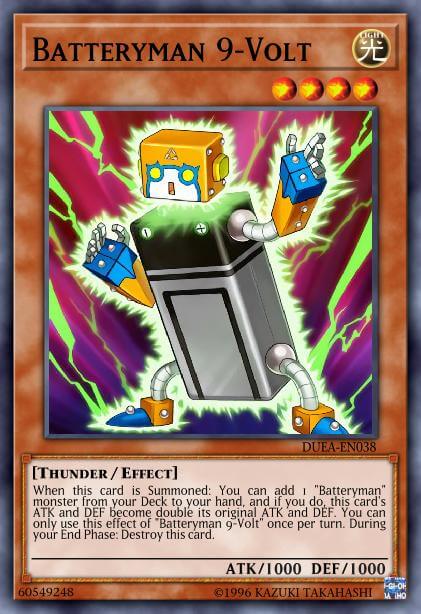 Batteryman 9-Volt
LIGHT
光
DUEA-EN038
[Thunder / Effect]
When this card is Summoned: You can add 1 "Batteryman"
monster from your Deck to your hand, and if you do, this card's
ATK and DEF become double its original ATK and DEF. You can
only use this effect of "Batteryman 9-Volt" once per turn. During
your End Phase: Destroy this card.
ATK/1000 DEF/1000
60549248
©1996 KAZUKI TAKAHASHI